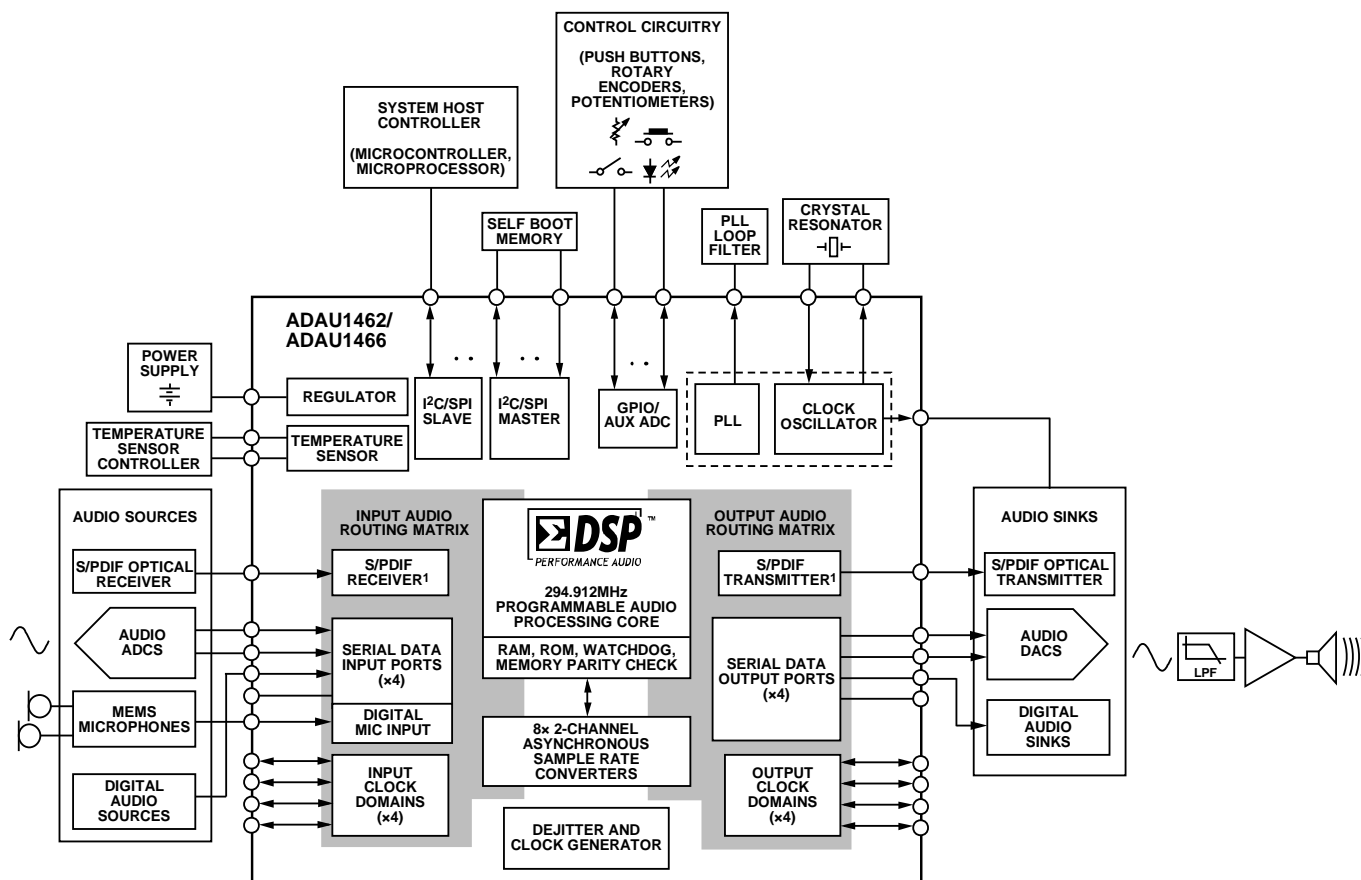 CONTROL CIRCUITRY
(PUSH BUTTONS,
ROTARY
ENCODERS,
POTENTIOMETERS)
SYSTEM HOST
CONTROLLER
(MICROCONTROLLER,
MICROPROCESSOR)
SELF BOOT
MEMORY
PLL
LOOP
FILTER
CRYSTAL
RESONATOR
ADAU1462/
ADAU1466
POWER
SUPPLY
REGULATOR
TEMPERATURE
SENSOR
CONTROLLER
TEMPERATURE
SENSOR
I²C/SPI
SLAVE
I²C/SPI
MASTER
GPIO/
AUX ADC
PLL
CLOCK
OSCILLATOR
AUDIO SOURCES
S/PDIF OPTICAL
RECEIVER
AUDIO
ADCS
MEMS
MICROPHONES
DIGITAL
AUDIO
SOURCES
INPUT AUDIO
ROUTING MATRIX
S/PDIF
RECEIVER¹
SERIAL DATA
INPUT PORTS
(×4)
DIGITAL
MIC INPUT
INPUT
CLOCK
DOMAINS
(×4)
ΣDSP™
PERFORMANCE AUDIO
294.912MHz
PROGRAMMABLE AUDIO
PROCESSING CORE
RAM, ROM, WATCHDOG,
MEMORY PARITY CHECK
8× 2-CHANNEL
ASYNCHRONOUS
SAMPLE RATE
CONVERTERS
DEJITTER AND
CLOCK GENERATOR
OUTPUT AUDIO
ROUTING MATRIX
S/PDIF
TRANSMITTER¹
SERIAL DATA
OUTPUT PORTS
(×4)
OUTPUT
CLOCK
DOMAINS
(×4)
AUDIO SINKS
S/PDIF OPTICAL
TRANSMITTER
AUDIO
DACS
DIGITAL
AUDIO
SINKS
LPF